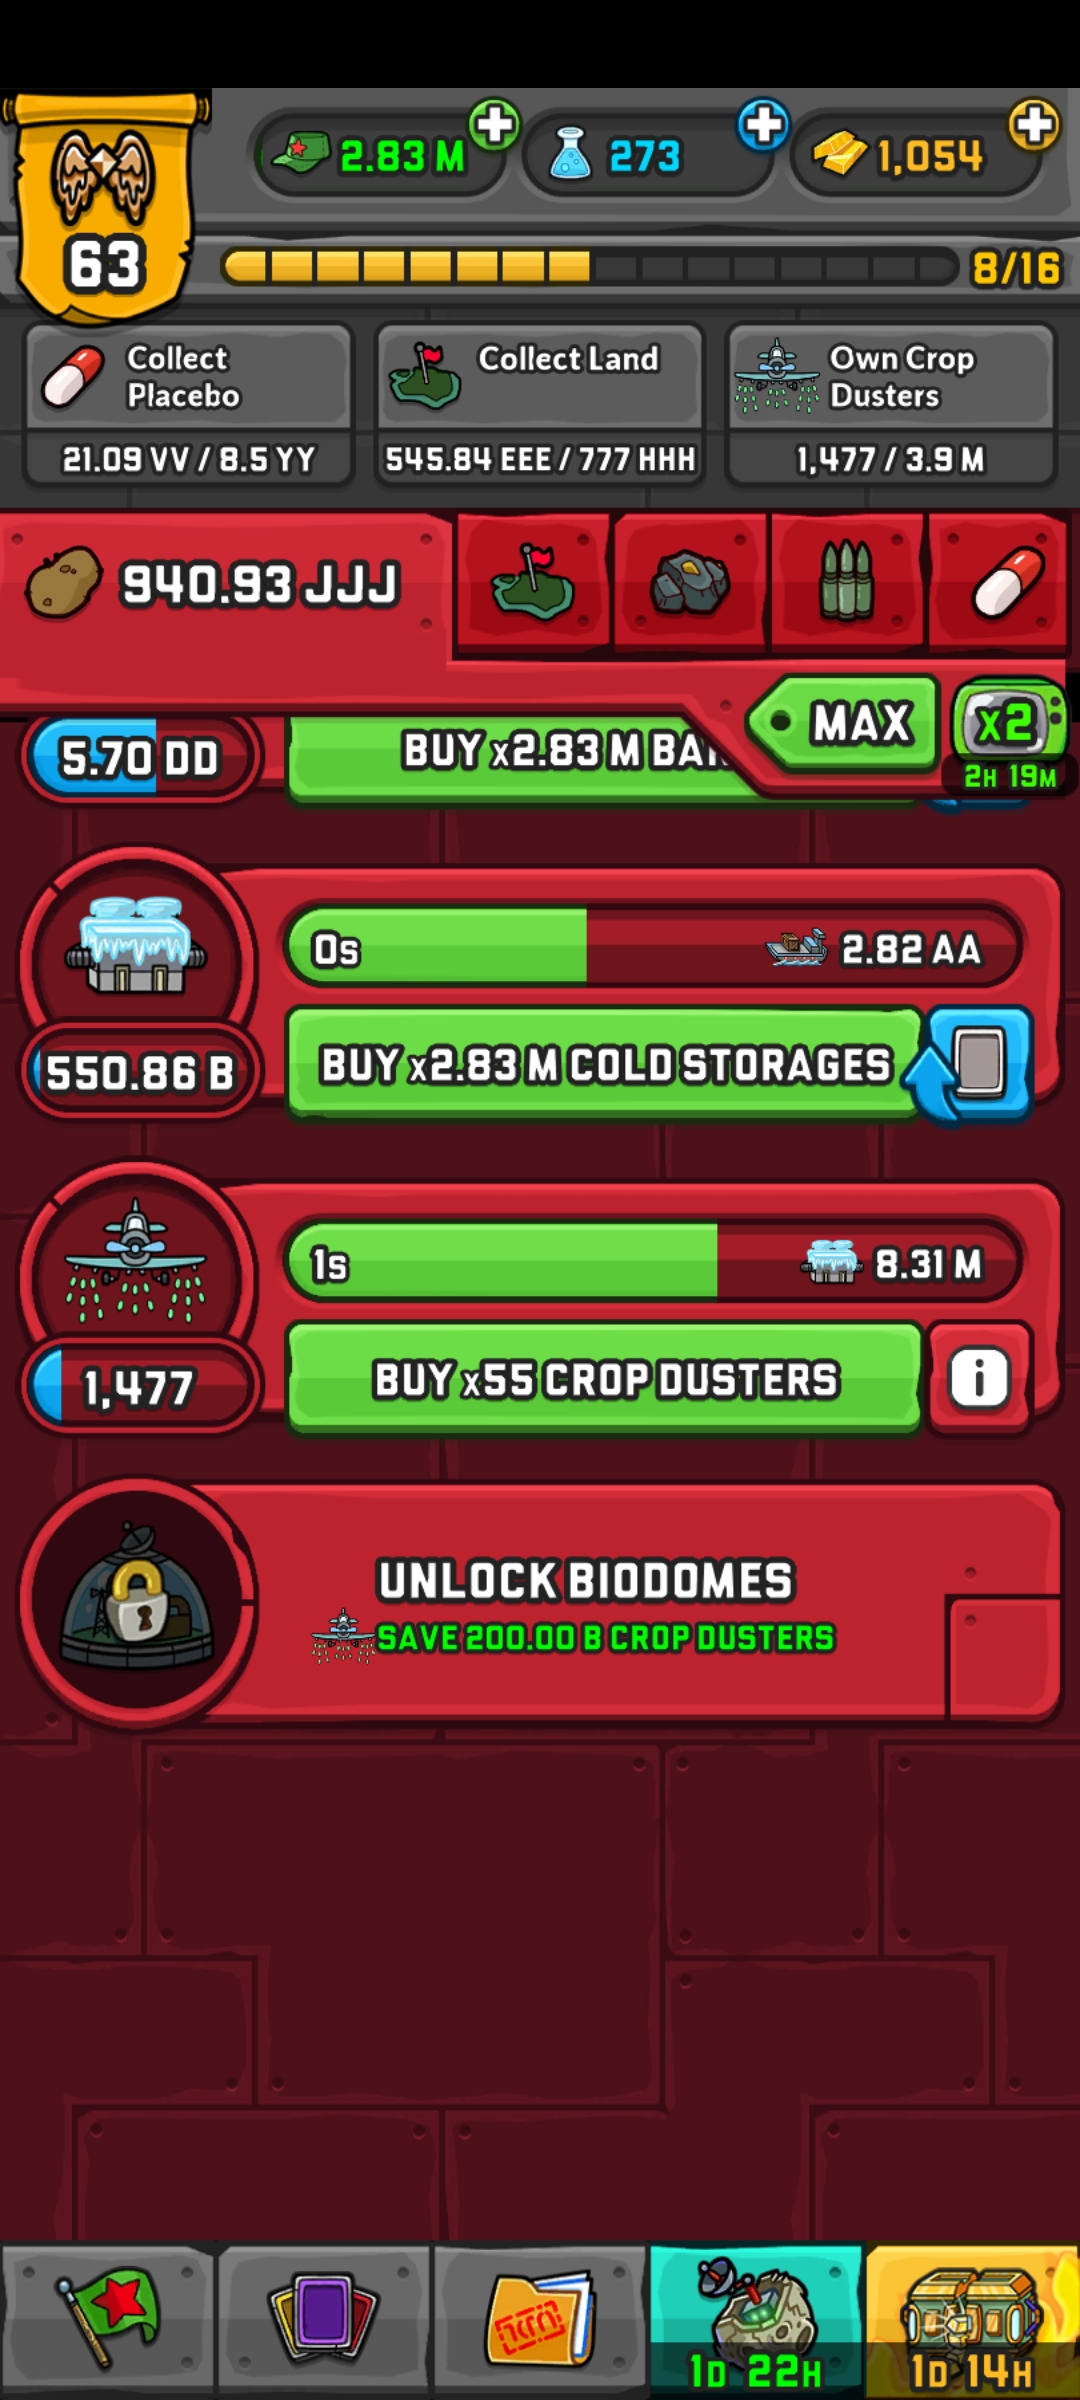 2.83 M
273
1,054
63
8/16
Collect
Placebo
21.09 VV / 8.5 YY
Collect Land
545.84 EEE / 777 HHH
Own Crop
Dusters
1,477 / 3.9 M
940.93 JJJ
MAX
x2
2H 19M
5.70 DD
BUY x2.83 M
0s
2.82 AA
550.86 B
BUY x2.83 M COLD STORAGES
1s
8.31 M
1,477
BUY x55 CROP DUSTERS
i
UNLOCK BIODOMES
SAVE 200.00 B CROP DUSTERS
1D 22H
1D 14H